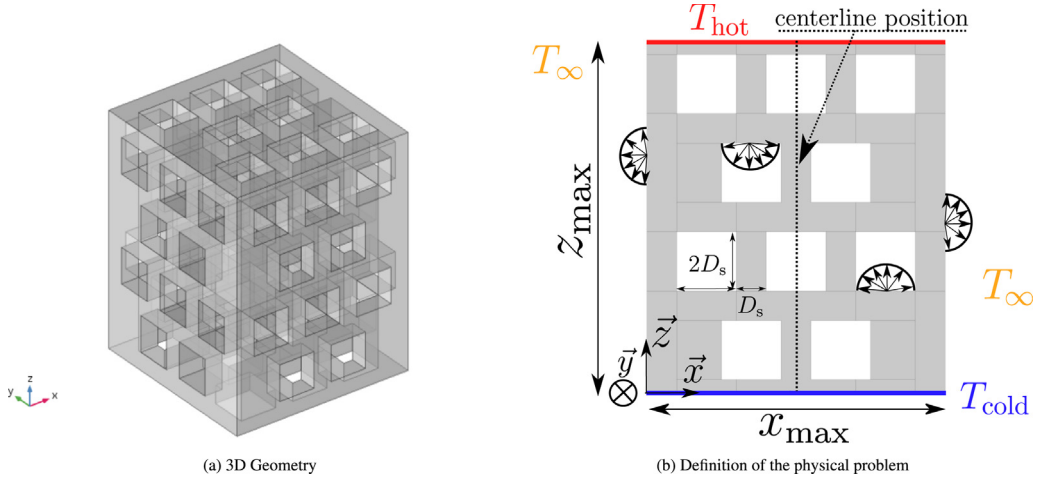 z
y
x
(a) 3D Geometry
T_hot
centerline position
T_∞
z_max
2D_s
D_s
T_∞
z⃗
y⃗
x⃗
T_cold
x_max
(b) Definition of the physical problem